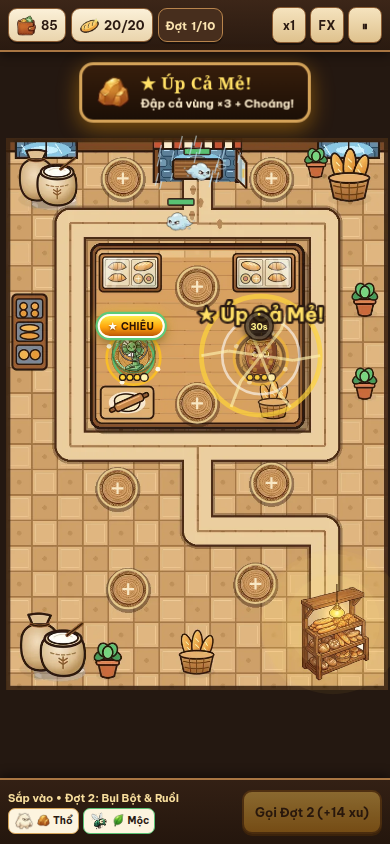 85
20/20
Đợt 1/10
x1
FX
★ Úp Cả Mẻ!
Đập cả vùng ×3 + Choáng!
★ Úp Cả Mẻ!
30s
★ CHIÊU
Sắp vào • Đợt 2: Bụi Bột & Ruồi
Thổ
Mộc
Gọi Đợt 2 (+14 xu)